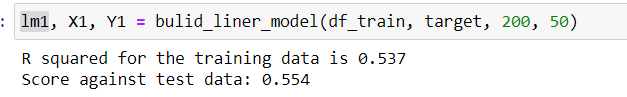 : lm1, X1, Y1 = bulid_liner_model(df_train, target, 200, 50)
R squared for the training data is 0.537
Score against test data: 0.554